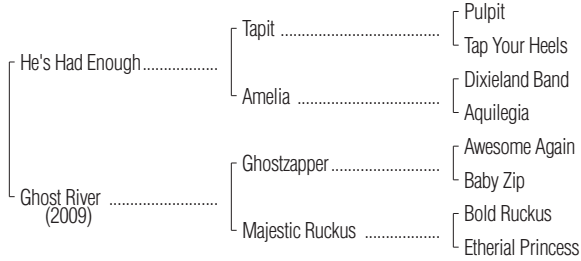 Pulpit
Tapit
Tap Your Heels
He's Had Enough
Dixieland Band
Amelia
Aquilegia
Awesome Again
Ghostzapper
Baby Zip
Ghost River
(2009)
Bold Ruckus
Majestic Ruckus
Etherial Princess